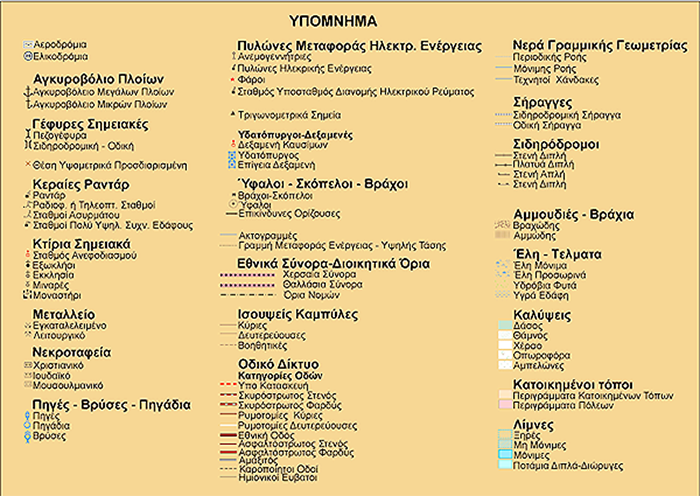 ΥΠΟΜΝΗΜΑ
Αεροδρόμια
Ελικοδρόμια
Αγκυροβόλιο Πλοίων
Αγκυροβόλειο Μεγάλων Πλοίων
Αγκυροβόλειο Μικρών Πλοίων
Γέφυρες Σημειακές
Πεζογέφυρα
Σιδηροδρομική - Οδική
Θέση Υψομετρικά Προσδιορισμένη
Κεραίες Ραντάρ
Ραντάρ
Ραδιοφ. ή Τηλεοπτ. Σταθμοί
Σταθμοί Ασυρμάτου
Σταθμοί Πολύ Υψηλ. Συχν. Εδάφους
Κτίρια Σημειακά
Σταθμός Ανεφοδιασμού
Εξωκλήσι
Εκκλησία
Μιναρές
Μοναστήρι
Μεταλλείο
Εγκαταλελειμένο
Λειτουργικό
Νεκροταφεία
Χριστιανικό
Ιουδαϊκό
Μουσουλμανικό
Πηγές - Βρύσες - Πηγάδια
Πηγές
Πηγάδια
Βρύσες
Πυλώνες Μεταφοράς Ηλεκτρ. Ενέργειας
Ανεμογεννήτριες
Πυλώνες Ηλεκρικής Ενέργειας
Φάροι
Σταθμός Υποσταθμός Διανομής Ηλεκτρικού Ρεύματος
Τριγωνομετρικά Σημεία
Υδατόπυργοι-Δεξαμενές
Δεξαμενή Καυσίμων
Υδατόπυργος
Επίγεια Δεξαμενή
Ύφαλοι - Σκόπελοι - Βράχοι
Βράχοι-Σκόπελοι
Ύφαλοι
Επικίνδυνες Ορίζουσες
Ακτογραμμές
Γραμμή Μεταφοράς Ενέργειας - Υψηλής Τάσης
Εθνικά Σύνορα-Διοικητικά Όρια
Χερσαία Σύνορα
Θαλλάσια Σύνορα
Όρια Νομών
Ισουψείς Καμπύλες
Κύριες
Δευτερεύουσες
Βοηθητικές
Οδικό Δίκτυο
Κατηγορίες Οδών
Υπο Κατασκευή
Σκυρόστρωτος Στενός
Σκυρόστρωτος Φαρδύς
Ρυμοτομίες Κύριες
Ρυμοτομίες Δευτερεύουσες
Εθνική Οδός
Ασφαλτόστρωτος Στενός
Ασφαλτόστρωτος Φαρδύς
Αμαξιτός
Καροποίητοι Οδοί
Ημιονικοί Ευβατοι
Νερά Γραμμικής Γεωμετρίας
Περιοδικής Ροής
Μόνιμης Ροής
Τεχνητοί Χάνδακες
Σήραγγες
Σιδηροδρομική Σήραγγα
Οδική Σήραγγα
Σιδηρόδρομοι
Στενή Διπλή
Πλατυά Διπλή
Στενή Απλή
Στενή Διπλή
Αμμουδιές - Βράχια
Βραχώδης
Αμμώδης
Έλη - Τελματα
Έλη Μόνιμα
Έλη Προσωρινά
Υδρόβια Φυτά
Υγρά Εδάφη
Καλύψεις
Δάσος
Θάμνος
Χέρσο
Οπωροφόρα
Αμπελώνες
Κατοικημένοι τόποι
Περιγράμματα Κατοικημένων Τόπων
Περιγράμματα Πόλεων
Λίμνες
Ξηρές
Μη Μόνιμες
Μόνιμες
Ποτάμια Διπλά-Διώρυγες